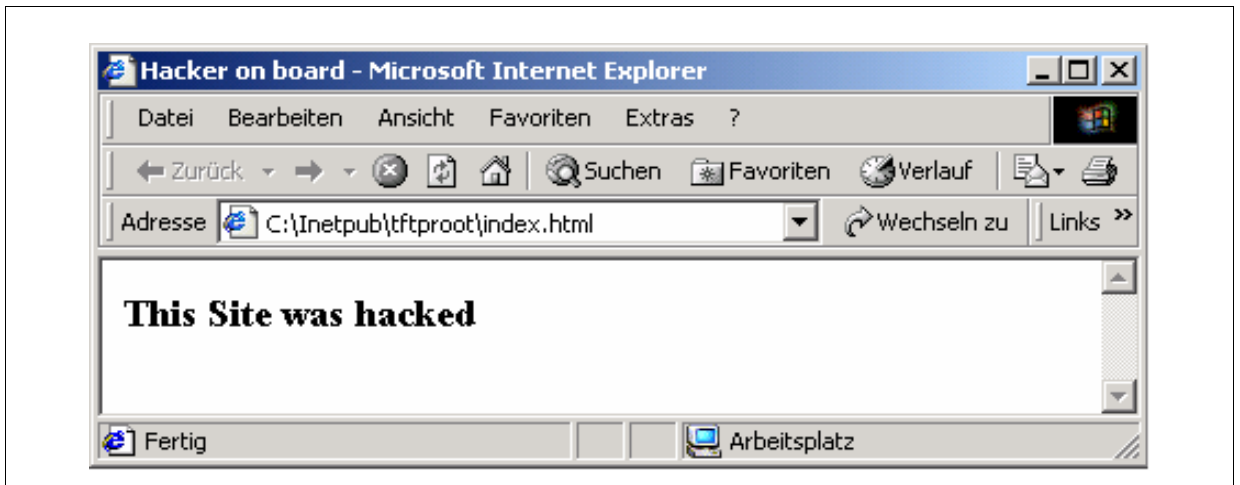 Hacker on board - Microsoft Internet Explorer
Datei Bearbeiten Ansicht Favoriten Extras ?
Zurück Suchen Favoriten Verlauf
Adresse C:\Inetpub\tftproot\index.html Wechseln zu Links »
This Site was hacked
Fertig Arbeitsplatz